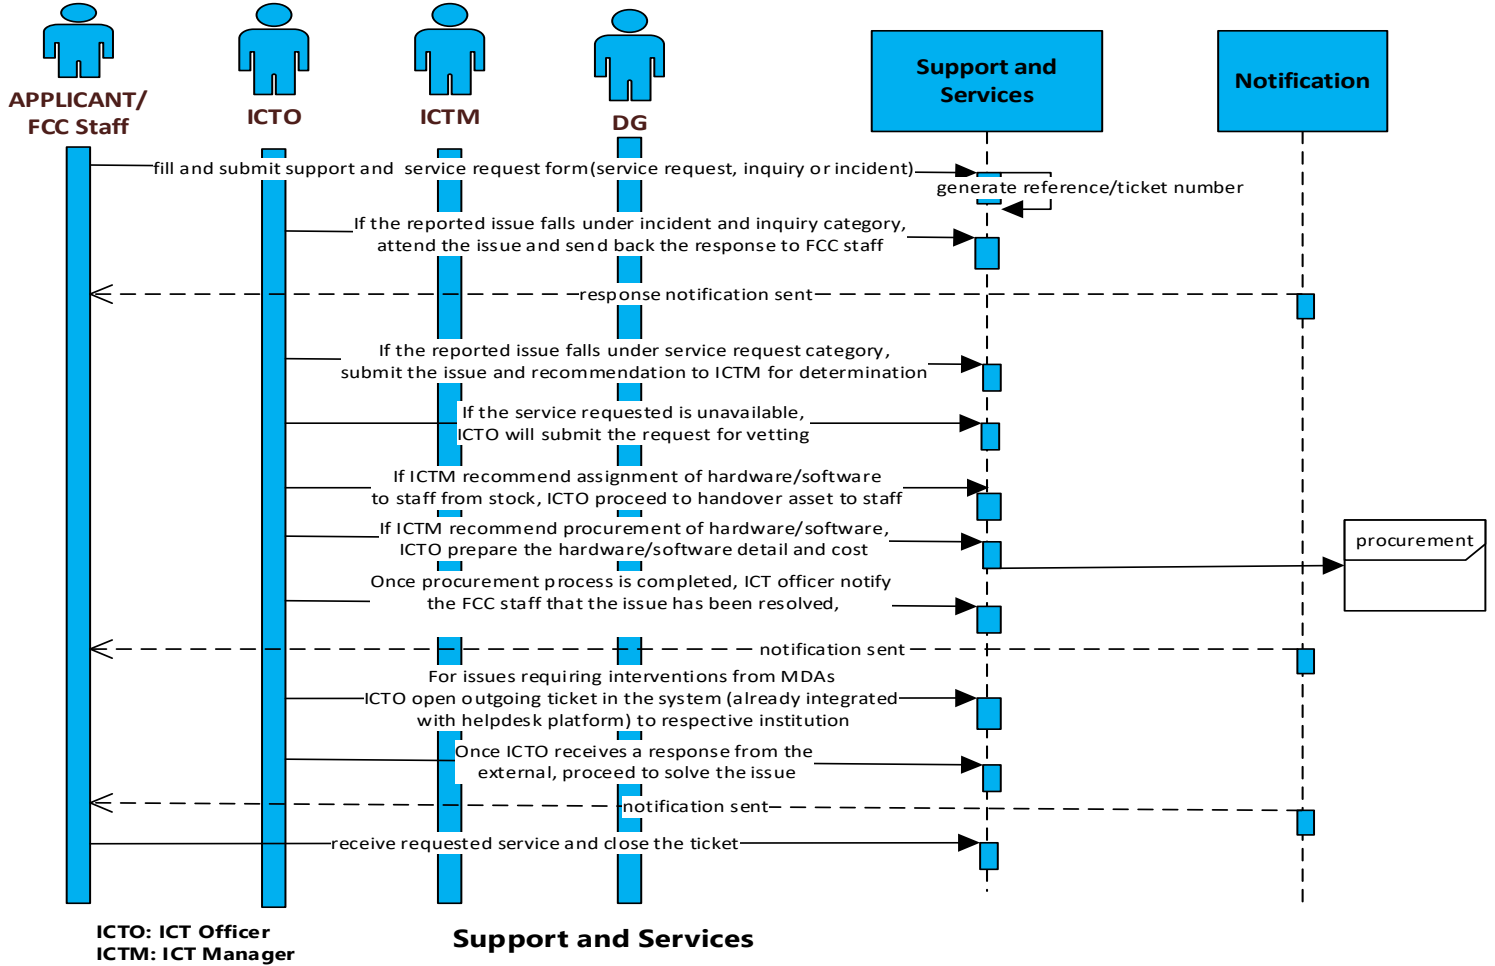 APPLICANT/
FCC Staff
ICTO
ICTM
DG
Support and
Services
Notification
fill and submit support and service request form(service request, inquiry or incident)
generate reference/ticket number
If the reported issue falls under incident and inquiry category,
attend the issue and send back the response to FCC staff
response notification sent
If the reported issue falls under service request category,
submit the issue and recommendation to ICTM for determination
If the service requested is unavailable,
ICTO will submit the request for vetting
If ICTM recommend assignment of hardware/software
to staff from stock, ICTO proceed to handover asset to staff
If ICTM recommend procurement of hardware/software,
ICTO prepare the hardware/software detail and cost
procurement
Once procurement process is completed, ICT officer notify
the FCC staff that the issue has been resolved,
notification sent
For issues requiring interventions from MDAs
ICTO open outgoing ticket in the system (already integrated
with helpdesk platform) to respective institution
Once ICTO receives a response from the
external, proceed to solve the issue
notification sent
receive requested service and close the ticket
ICTO: ICT Officer
ICTM: ICT Manager
Support and Services